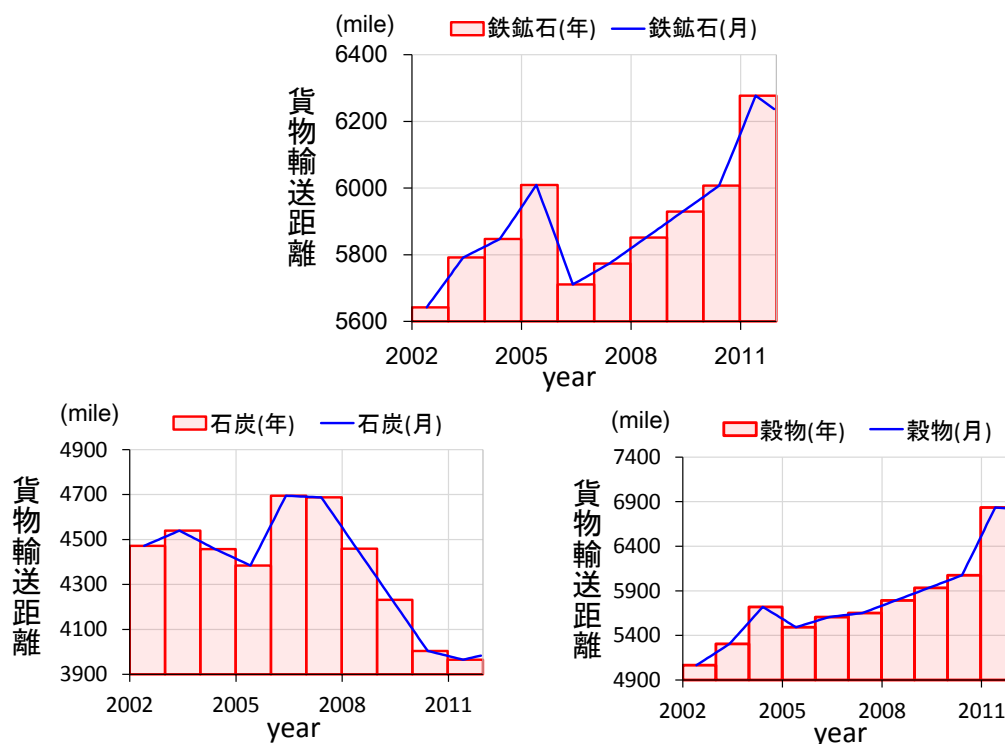 (mile)
鉄鉱石(年) 鉄鉱石(月)
貨物輸送距離
6400
6200
6000
5800
5600
2002 2005 2008 2011
year
(mile)
石炭(年) 石炭(月)
貨物輸送距離
4900
4700
4500
4300
4100
3900
2002 2005 2008 2011
year
(mile)
穀物(年) 穀物(月)
貨物輸送距離
7400
6900
6400
5900
5400
4900
2002 2005 2008 2011
year